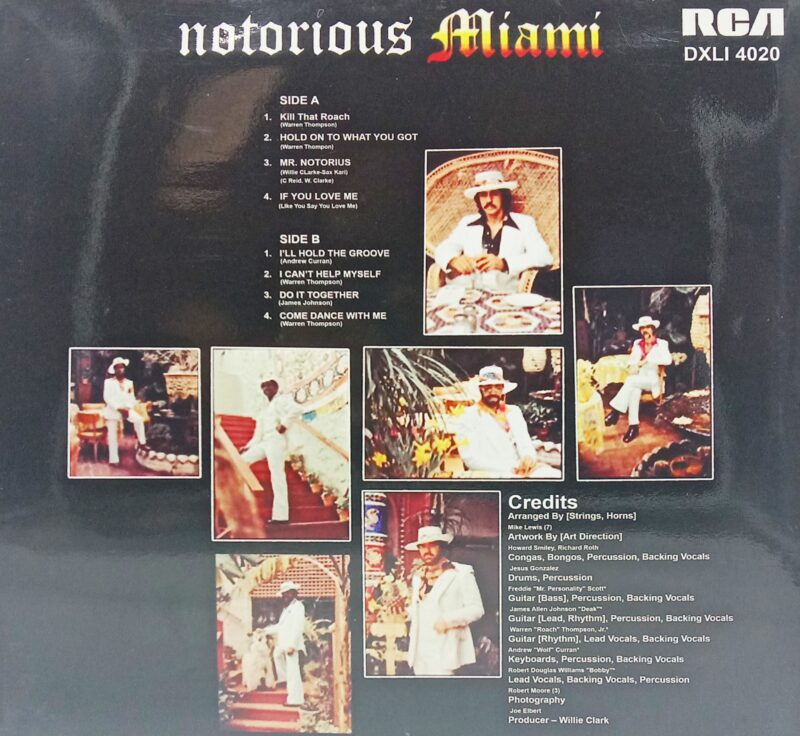 notorious Miami
RCA
DXLI 4020
SIDE A
1. Kill That Roach
(Warren Thompson)
2. HOLD ON TO WHAT YOU GOT
(Warren Thompon)
3. MR. NOTORIUS
(Willie CLarke-Sax Kari)
(C Reid, W. Clarke)
4. IF YOU LOVE ME
(Like You Say You Love Me)
SIDE B
1. I'LL HOLD THE GROOVE
(Andrew Curran)
2. I CAN'T HELP MYSELF
(Warren Thompson)
3. DO IT TOGETHER
(James Johnson)
4. COME DANCE WITH ME
(Warren Thompson)
Credits
Arranged By [Strings, Horns]
Mike Lewis (7)
Artwork By [Art Direction]
Howard Smiley, Richard Roth
Congas, Bongos, Percussion, Backing Vocals
Jesus Gonzalez
Drums, Percussion
Freddie "Mr. Personality" Scott*
Guitar [Bass], Percussion, Backing Vocals
James Allen Johnson "Deak"*
Guitar [Lead, Rhythm], Percussion, Backing Vocals
Warren "Roach" Thompson, Jr.*
Guitar [Rhythm], Lead Vocals, Backing Vocals
Andrew "Wolf" Curran*
Keyboards, Percussion, Backing Vocals
Robert Douglas Williams "Bobby"*
Lead Vocals, Backing Vocals, Percussion
Robert Moore (3)
Photography
Joe Elbert
Producer – Willie Clark